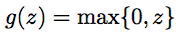 g(z) = max{0, z}